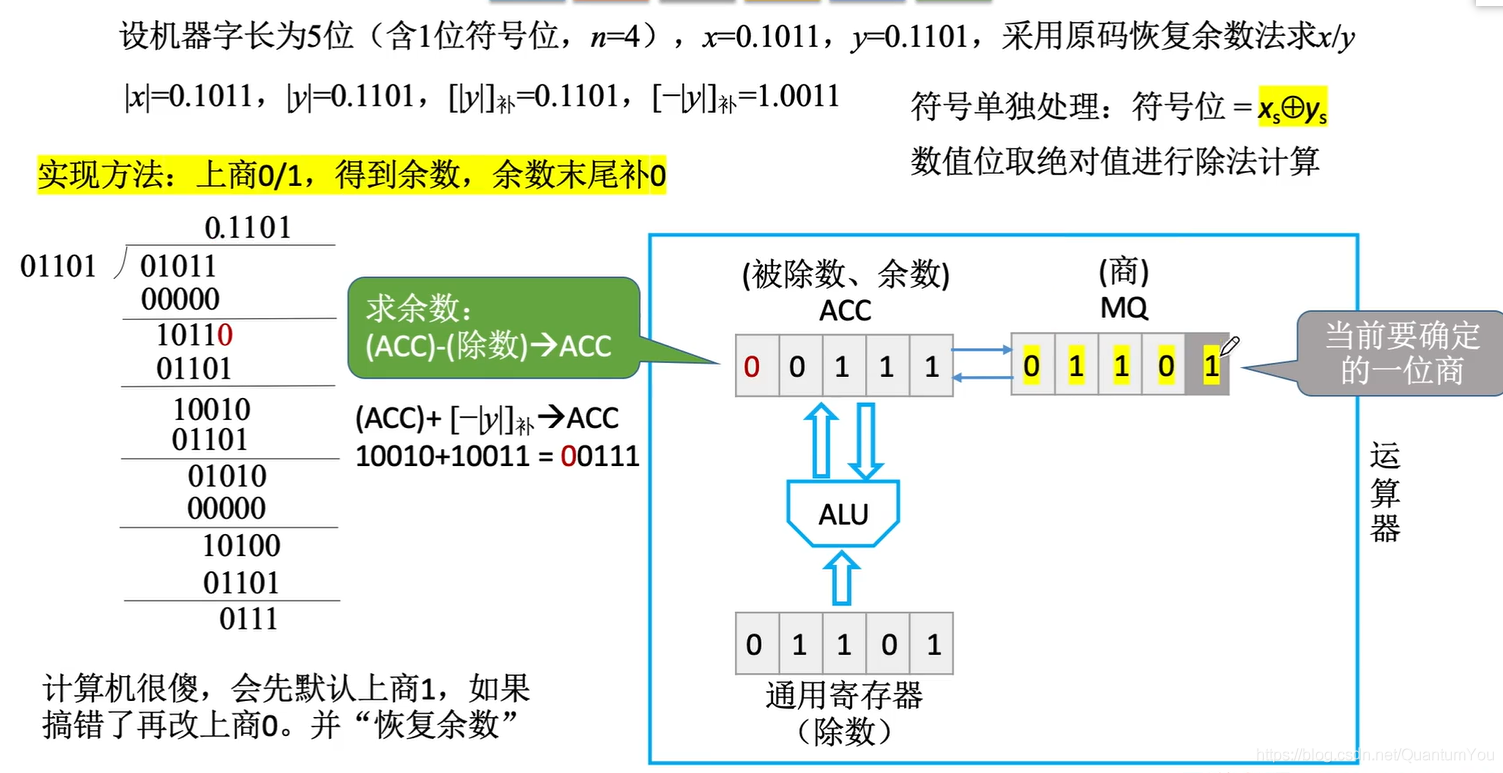 设机器字长为5位（含1位符号位，n=4），x=0.1011，y=0.1101，采用原码恢复余数法求x/y
|x|=0.1011，|y|=0.1101，[|y|]补=0.1101，[−|y|]补=1.0011
符号单独处理：符号位 = xs⊕ys
数值位取绝对值进行除法计算
实现方法：上商0/1，得到余数，余数末尾补0
0.1101
01101
01011
00000
10110
01101
10010
01101
01010
00000
10100
01101
0111
求余数：
(ACC)-(除数)→ACC
(ACC)+ [−|y|]补→ACC
10010+10011 = 00111
(被除数、余数)
ACC
0 0 1 1 1
(商)
MQ
0 1 1 0 1
当前要确定
的一位商
ALU
0 1 1 0 1
通用寄存器
（除数）
运
算
器
计算机很傻，会先默认上商1，如果
搞错了再改上商0。并“恢复余数”
https://blog.csdn.net/QuantumYou